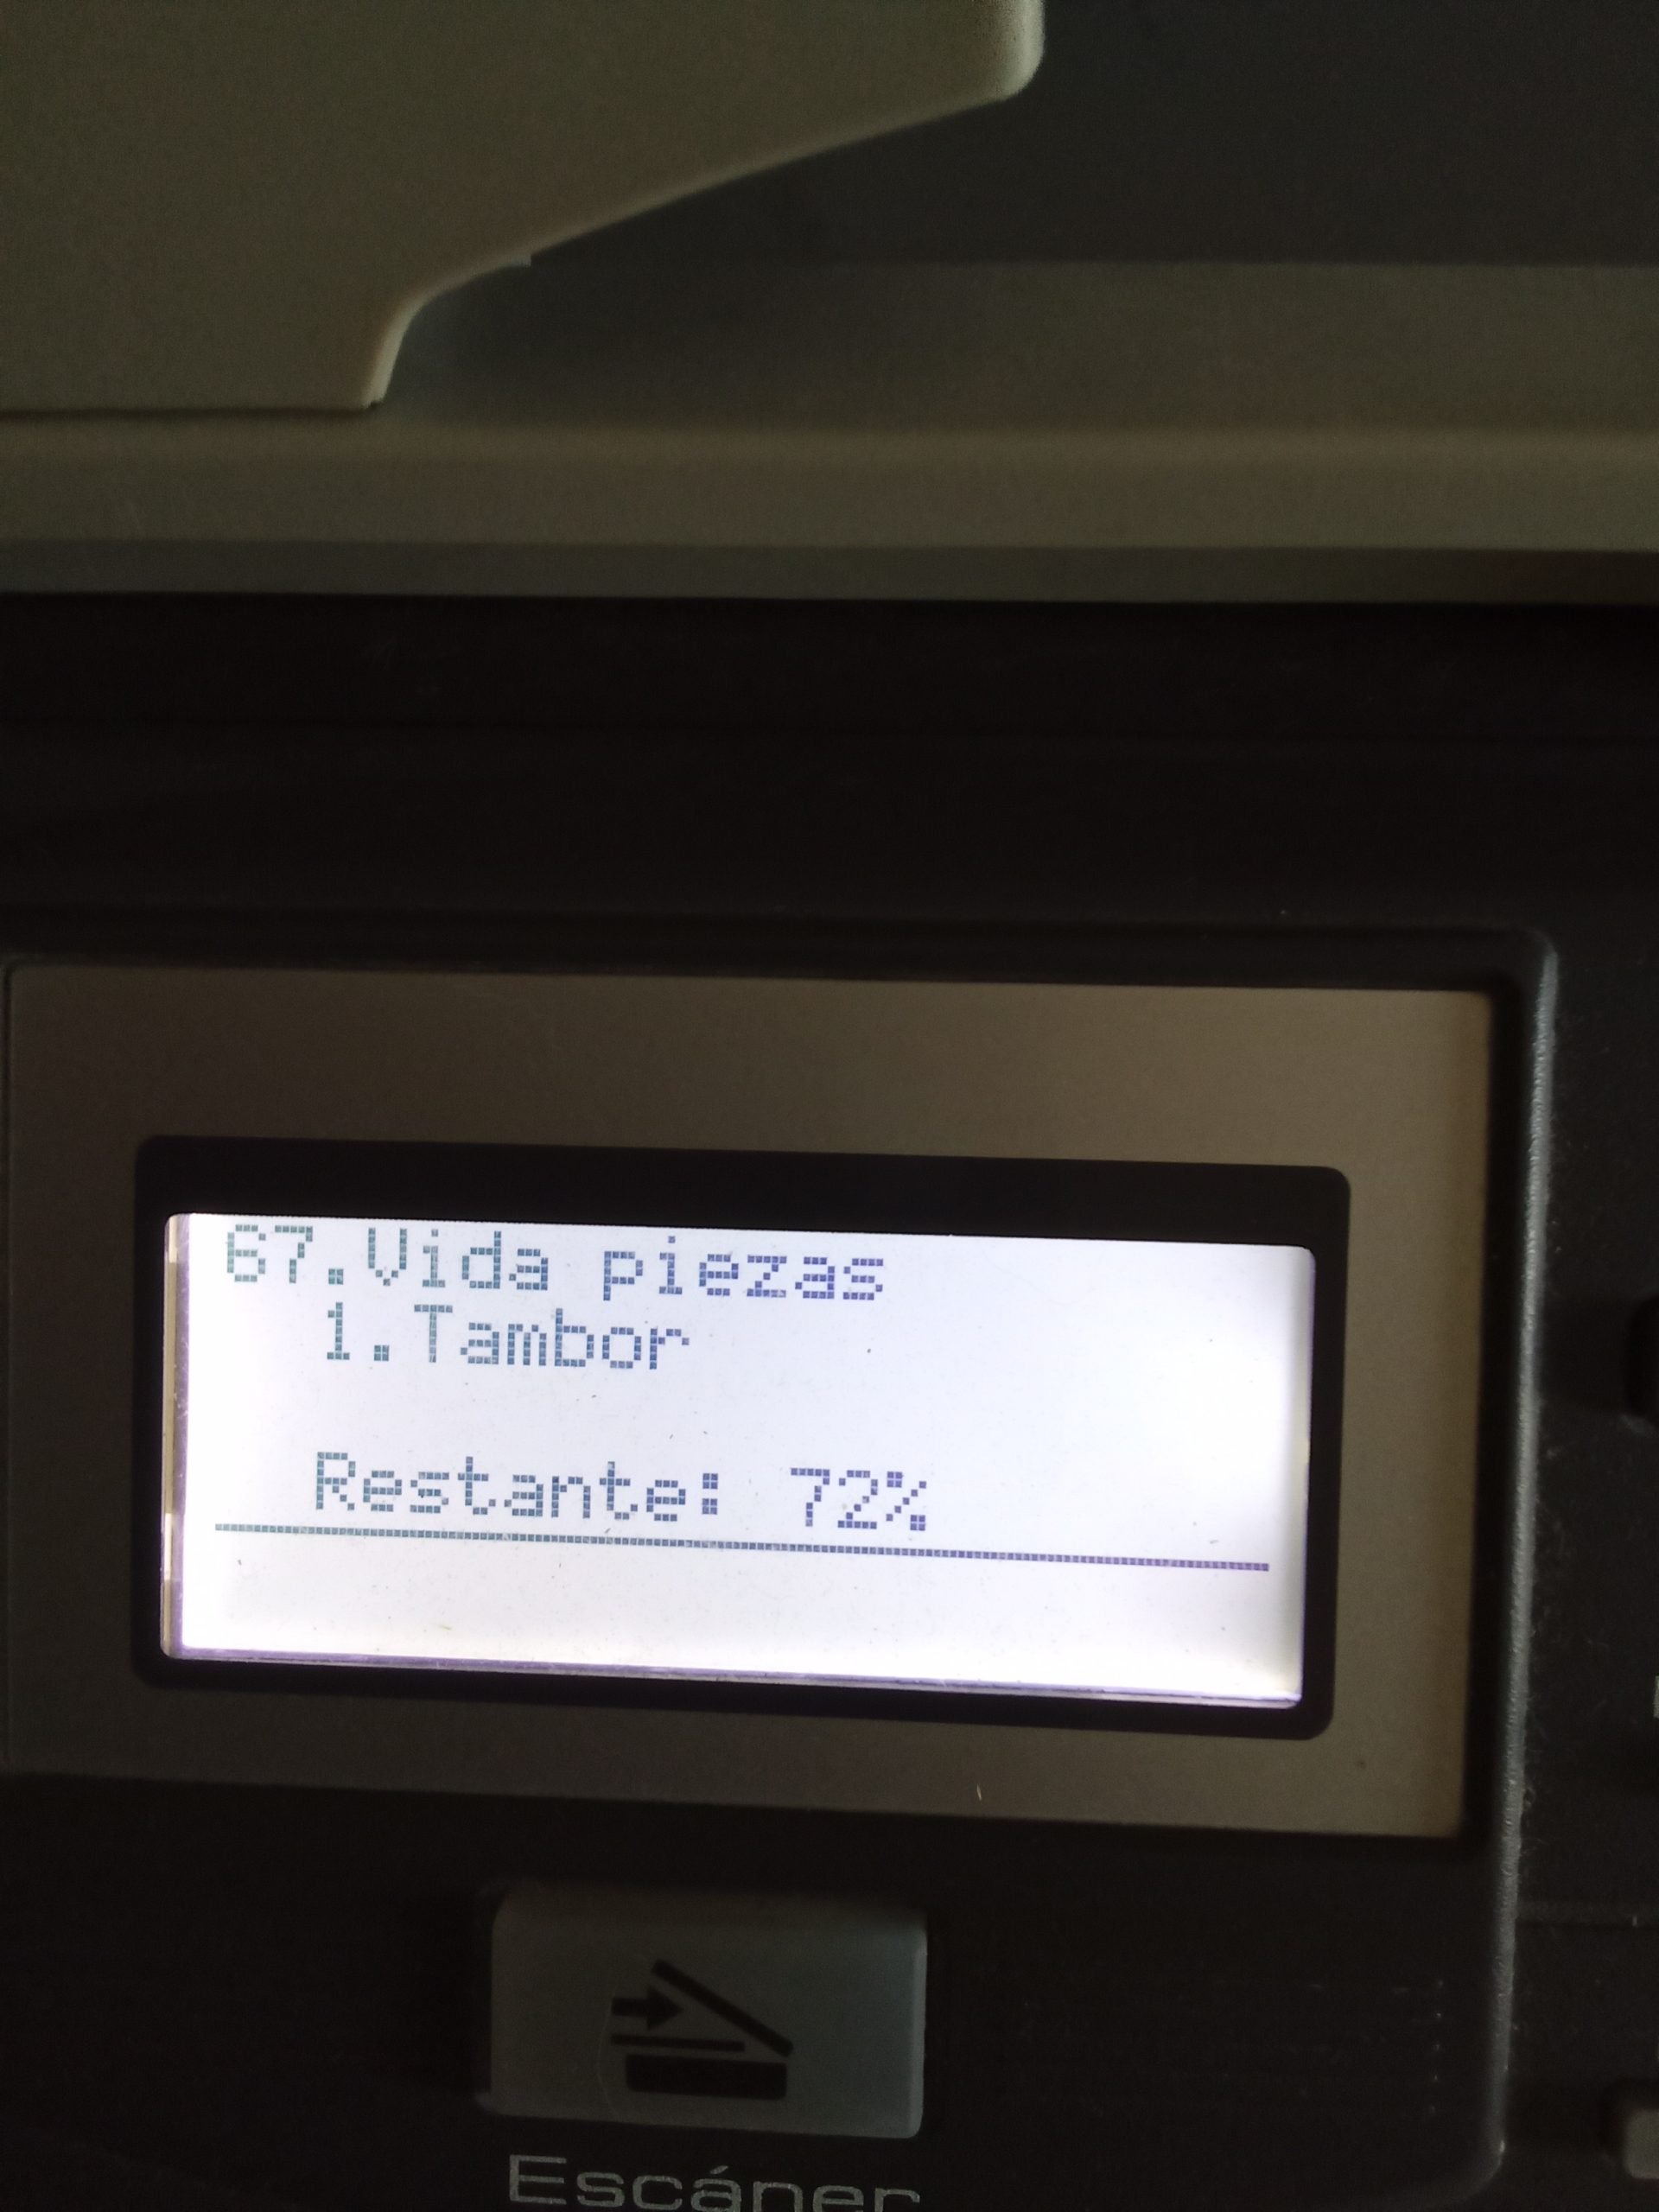 67.Vida piezas
1.Tambor
Restante: 72%
Escáner